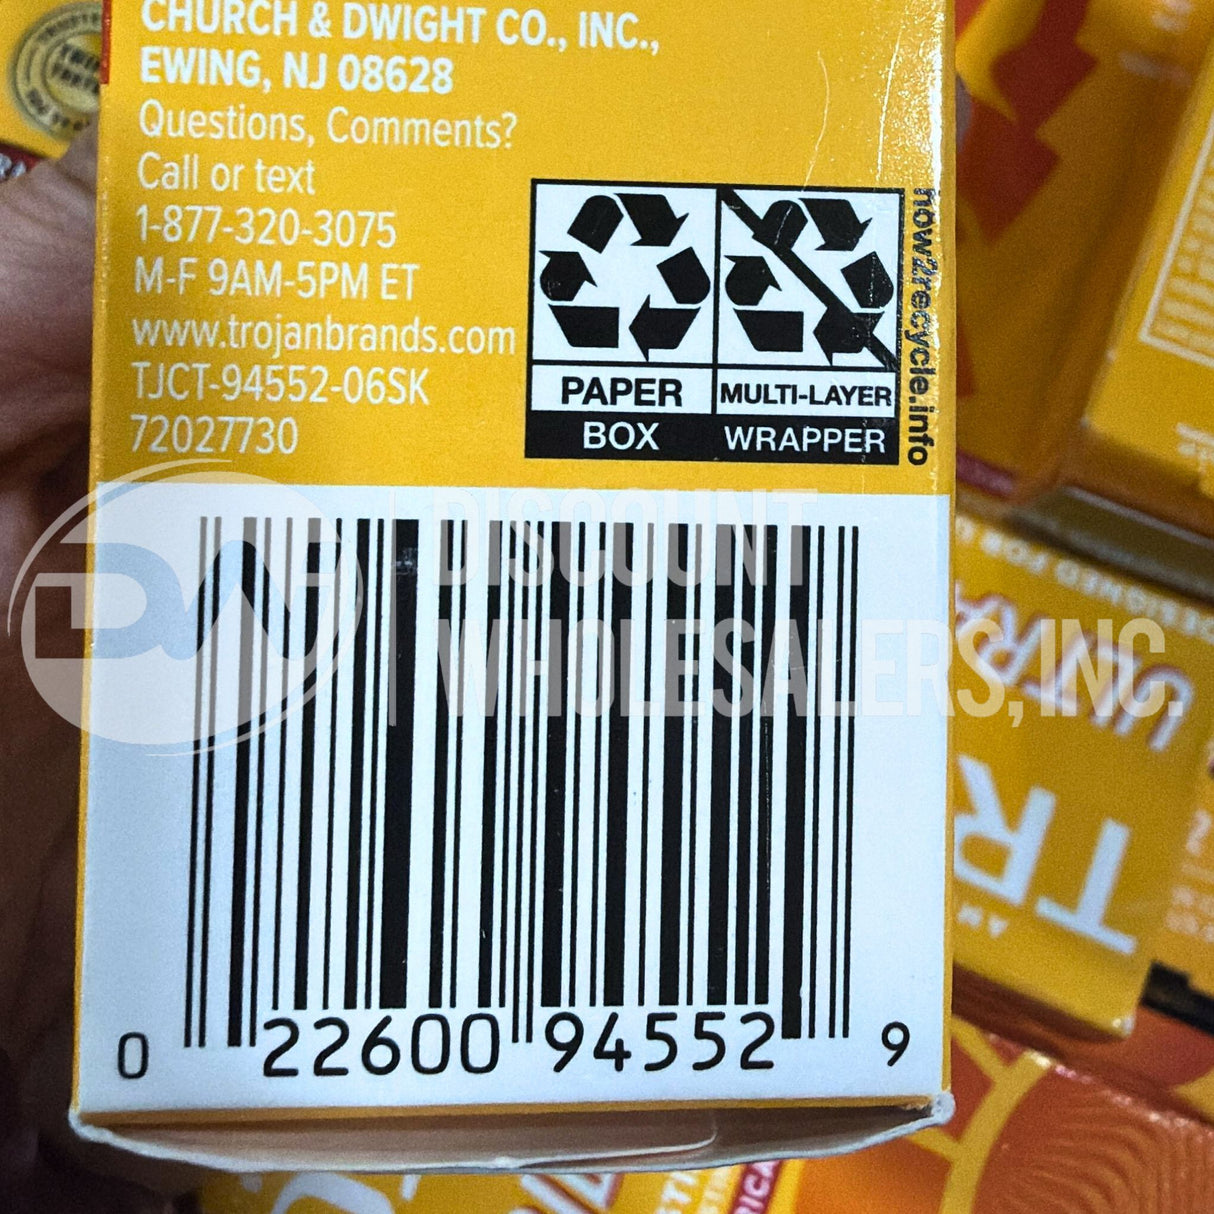 CHURCH & DWIGHT CO., INC.,
EWING, NJ 08628
Questions, Comments?
Call or text
1-877-320-3075
M-F 9AM-5PM ET
www.trojanbrands.com
TJCT-94552-06SK
72027730
PAPER
BOX
MULTI-LAYER
WRAPPER
how2recycle.info
DW
DISCOUNT
WHOLESALERS, INC.
0 22600 94552 9
ULTRA
TR